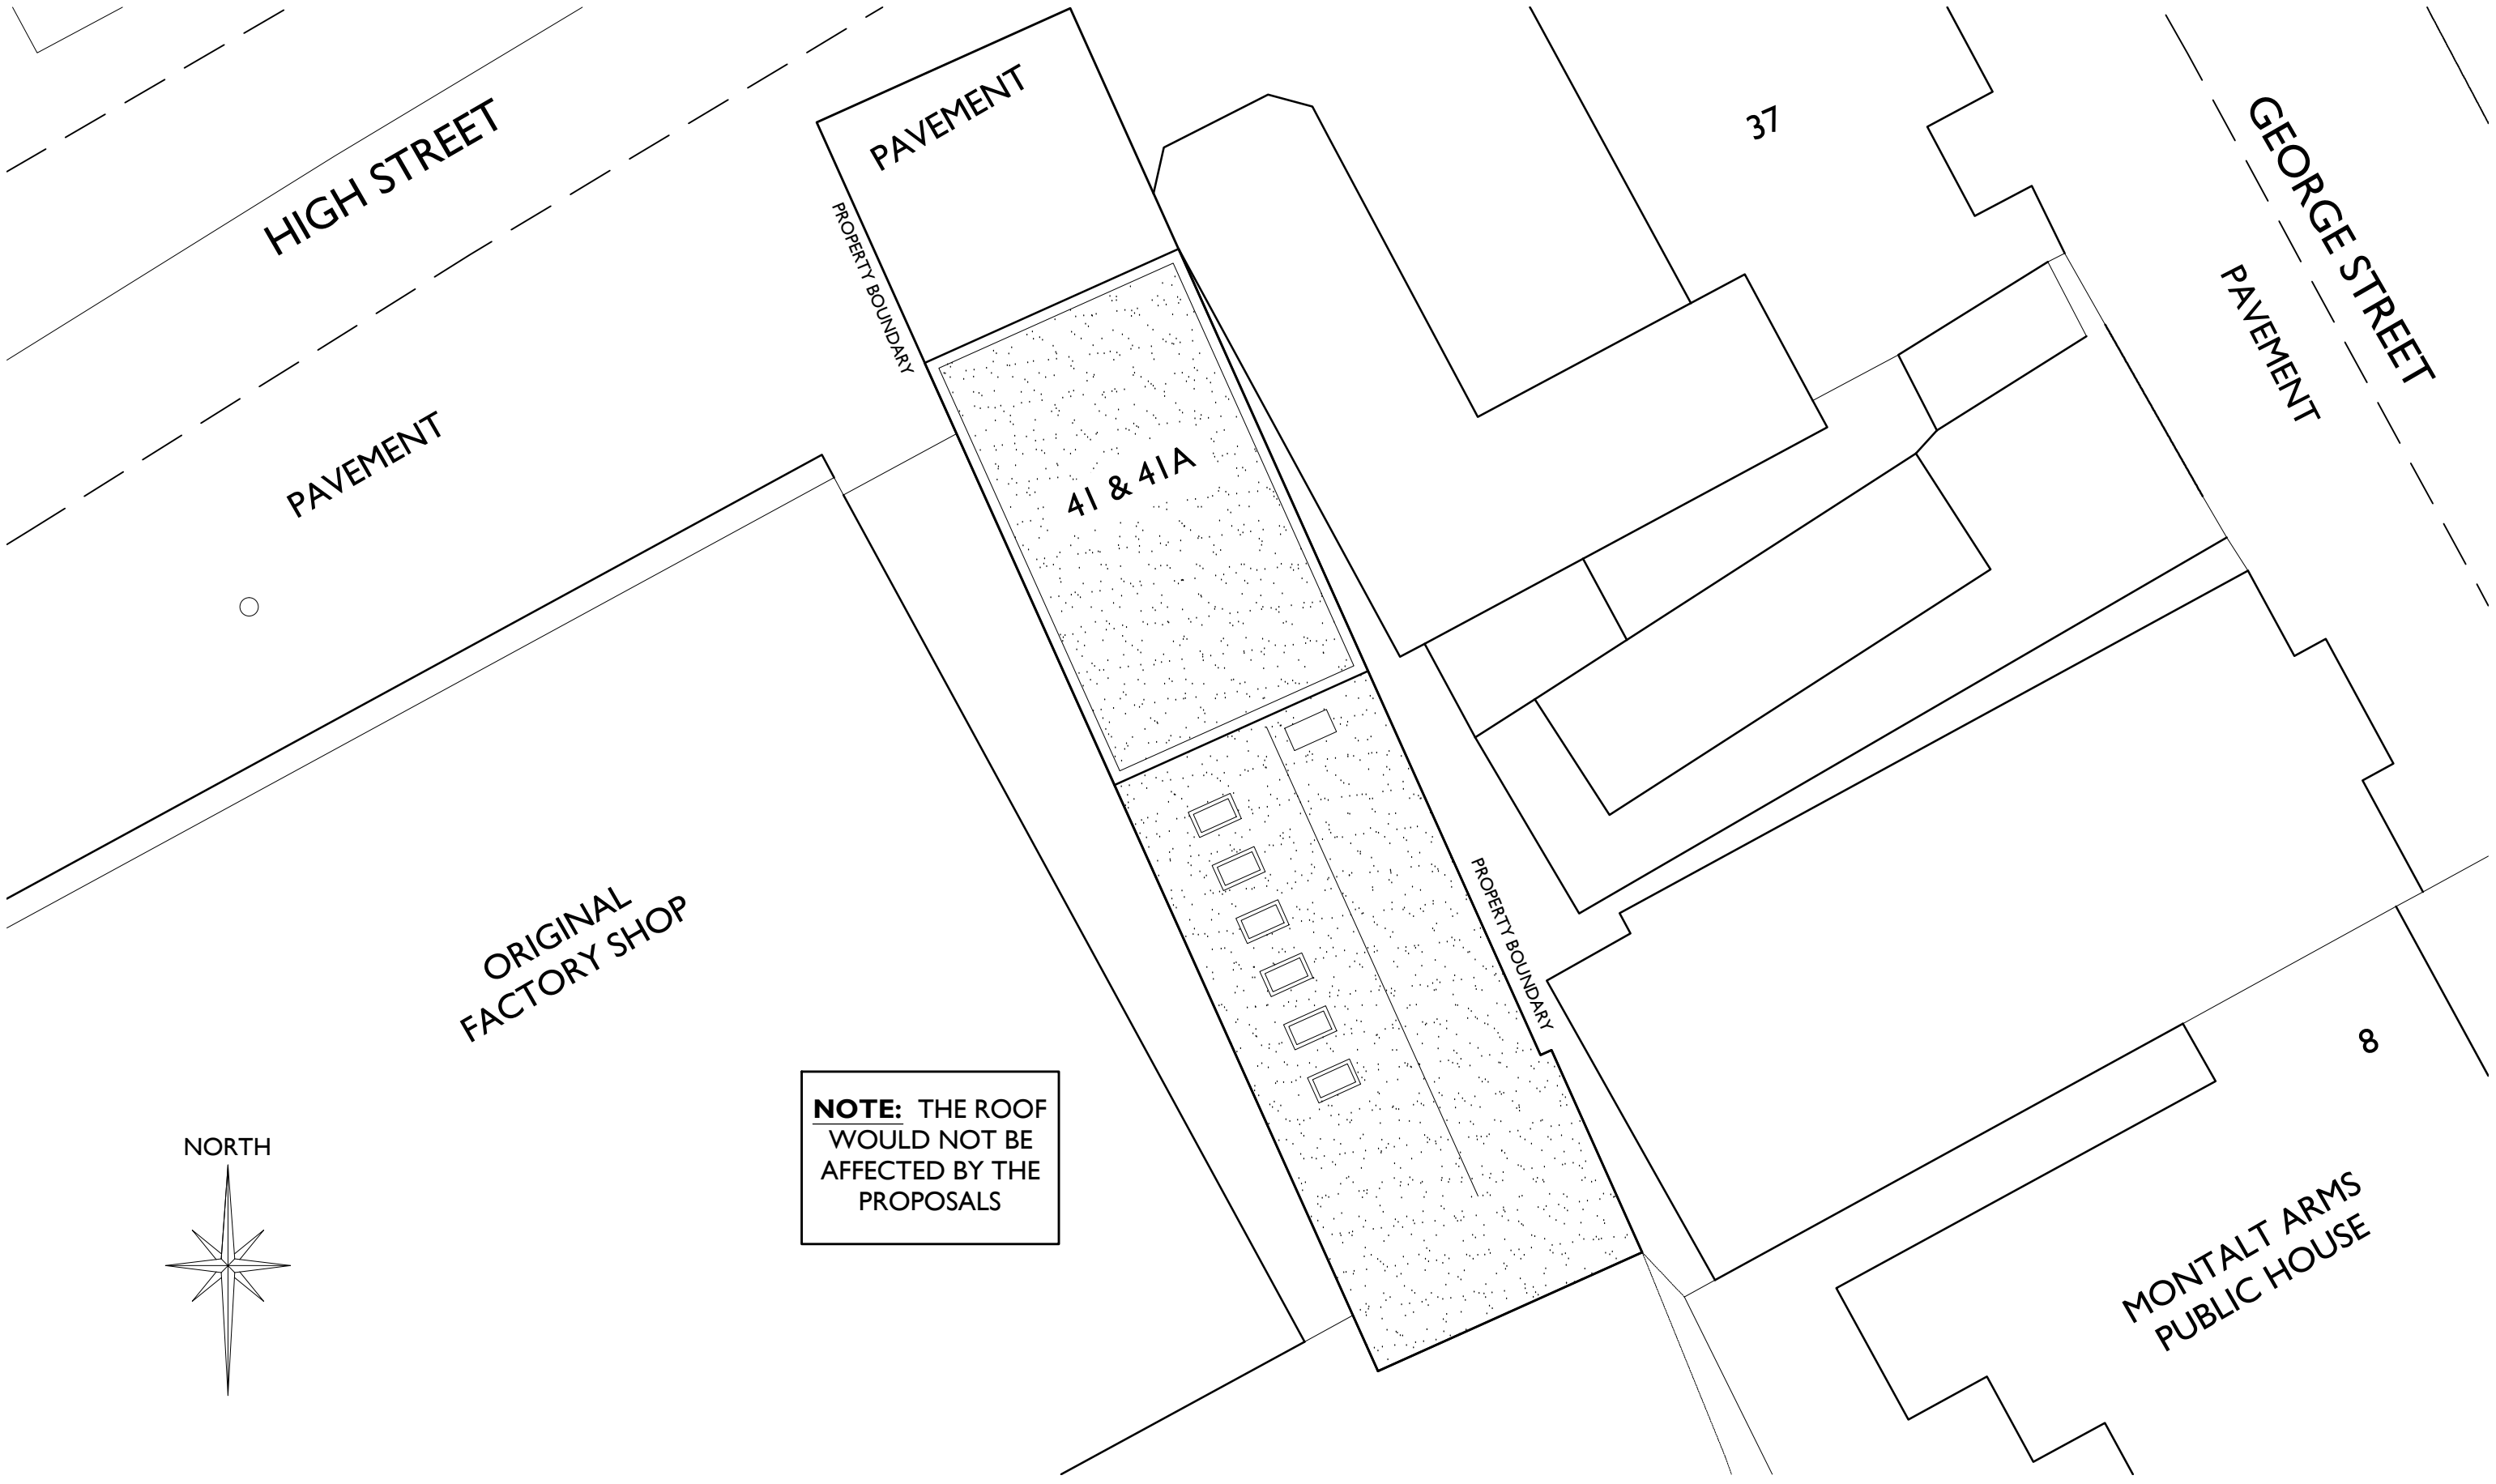 PAVEMENT
37
HIGH STREET
GEORGE STREET
PROPERTY BOUNDARY
PAVEMENT
PAVEMENT
41 & 41A
ORIGINAL
FACTORY SHOP
PROPERTY BOUNDARY
8
NOTE: THE ROOF
WOULD NOT BE
AFFECTED BY THE
PROPOSALS
NORTH
MONTALT ARMS
PUBLIC HOUSE